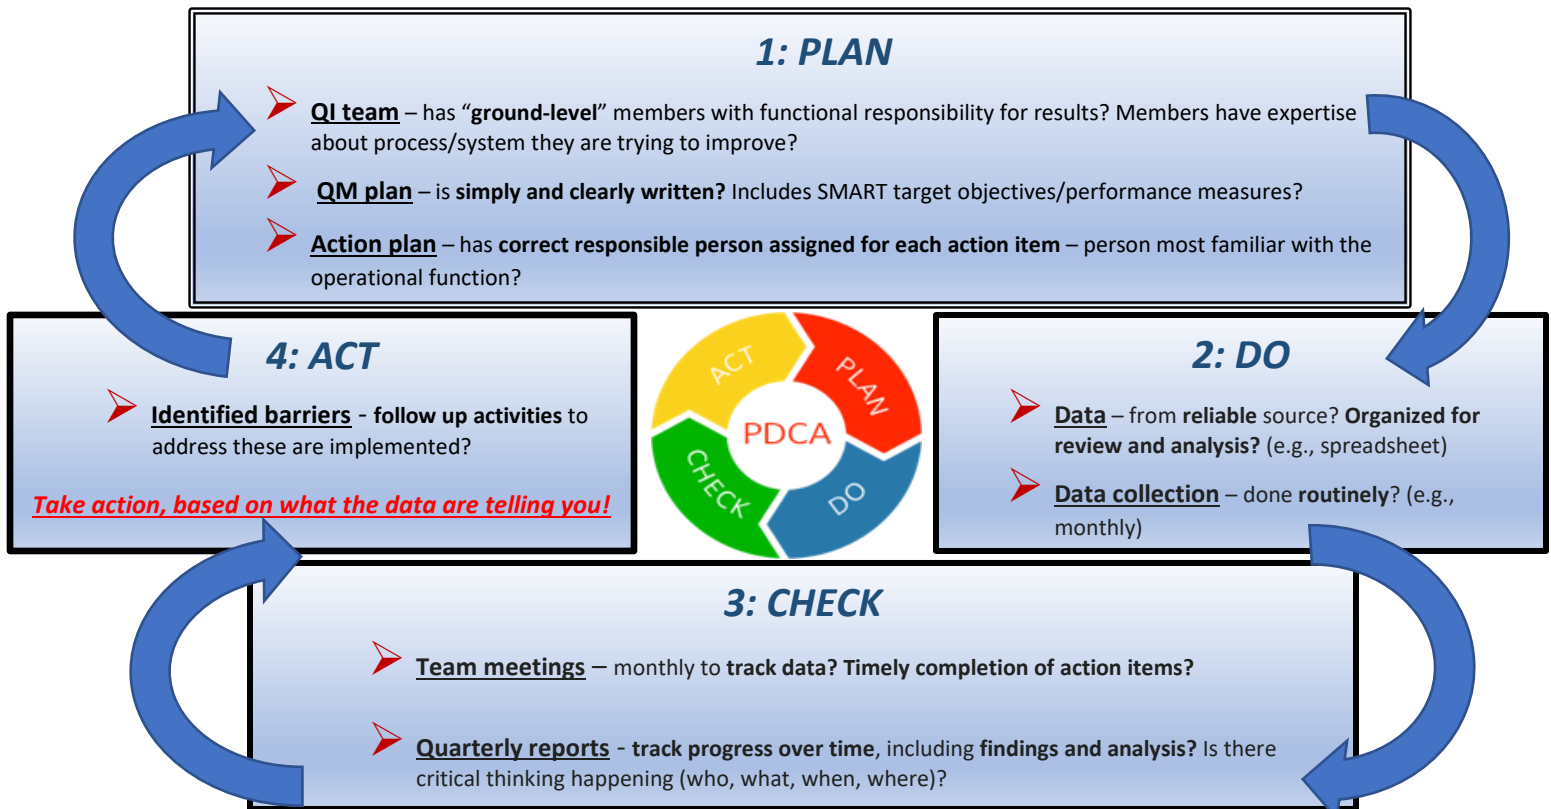 1: PLAN
QI team – has “ground-level” members with functional responsibility for results? Members have expertise
about process/system they are trying to improve?
QM plan – is simply and clearly written? Includes SMART target objectives/performance measures?
Action plan – has correct responsible person assigned for each action item – person most familiar with the
operational function?
4: ACT
Identified barriers - follow up activities to
address these are implemented?
Take action, based on what the data are telling you!
ACT
PLAN
PDCA
CHECK
DO
2: DO
Data – from reliable source? Organized for
review and analysis? (e.g., spreadsheet)
Data collection – done routinely? (e.g.,
monthly)
3: CHECK
Team meetings – monthly to track data? Timely completion of action items?
Quarterly reports - track progress over time, including findings and analysis? Is there
critical thinking happening (who, what, when, where)?